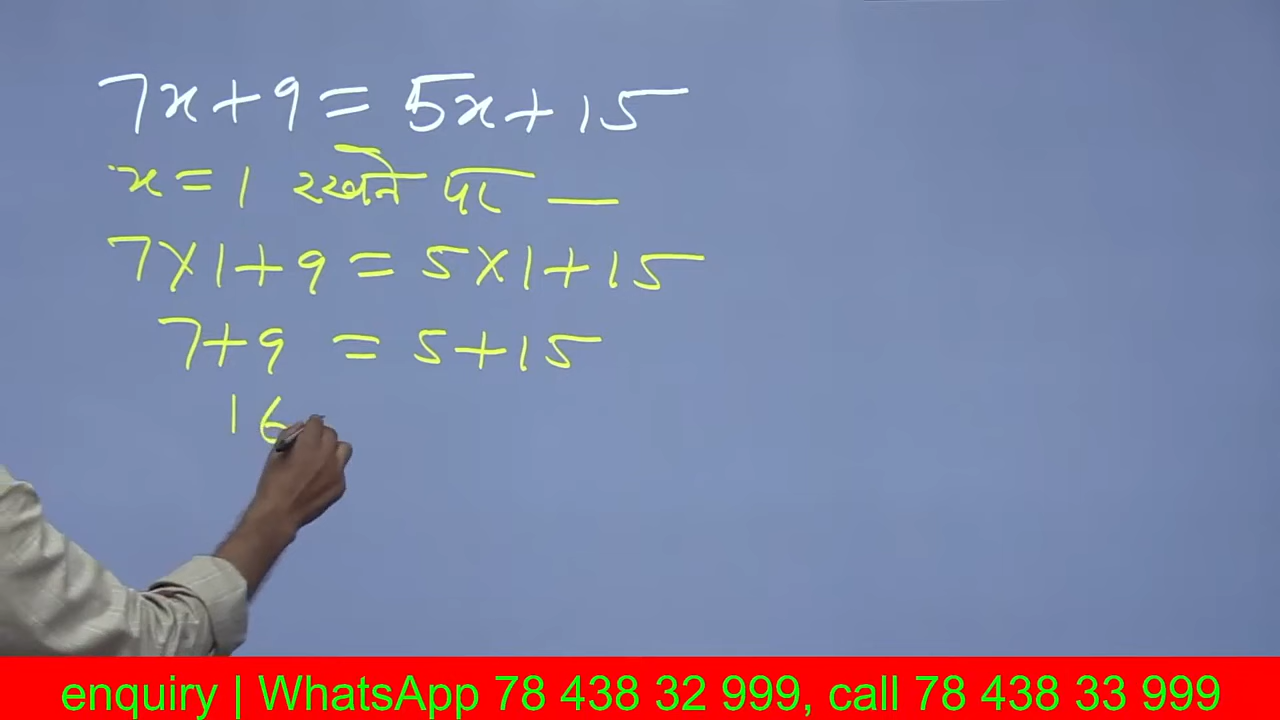 7x+9 = 5x+15
x = 1 रखने पर —
7×1+9 = 5×1+15
7+9 = 5+15
16
enquiry | WhatsApp 78 438 32 999, call 78 438 33 999